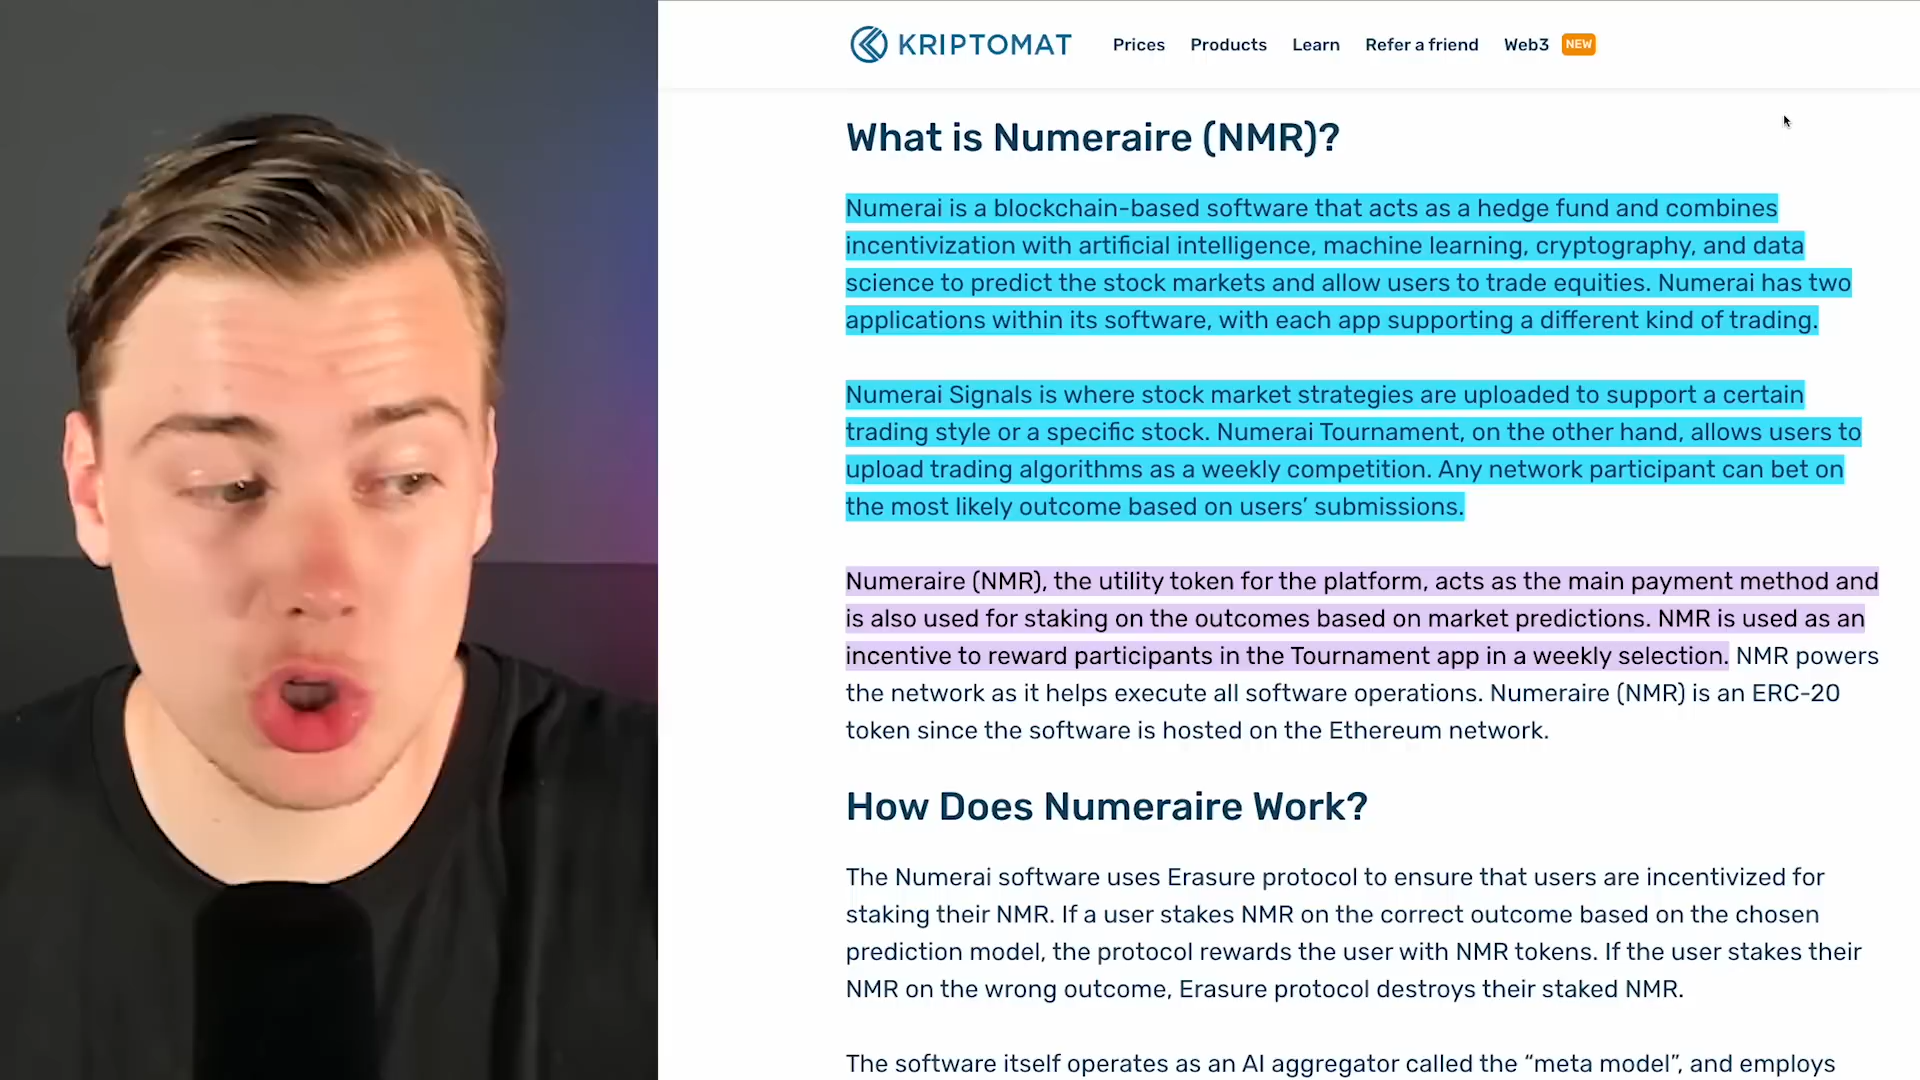 KRIPTOMAT
Prices Products Learn Refer a friend Web3 NEW
What is Numeraire (NMR)?
Numerai is a blockchain-based software that acts as a hedge fund and combines
incentivization with artificial intelligence, machine learning, cryptography, and data
science to predict the stock markets and allow users to trade equities. Numerai has two
applications within its software, with each app supporting a different kind of trading.
Numerai Signals is where stock market strategies are uploaded to support a certain
trading style or a specific stock. Numerai Tournament, on the other hand, allows users to
upload trading algorithms as a weekly competition. Any network participant can bet on
the most likely outcome based on users’ submissions.
Numeraire (NMR), the utility token for the platform, acts as the main payment method and
is also used for staking on the outcomes based on market predictions. NMR is used as an
incentive to reward participants in the Tournament app in a weekly selection. NMR powers
the network as it helps execute all software operations. Numeraire (NMR) is an ERC-20
token since the software is hosted on the Ethereum network.
How Does Numeraire Work?
The Numerai software uses Erasure protocol to ensure that users are incentivized for
staking their NMR. If a user stakes NMR on the correct outcome based on the chosen
prediction model, the protocol rewards the user with NMR tokens. If the user stakes their
NMR on the wrong outcome, Erasure protocol destroys their staked NMR.
The software itself operates as an AI aggregator called the “meta model”, and employs